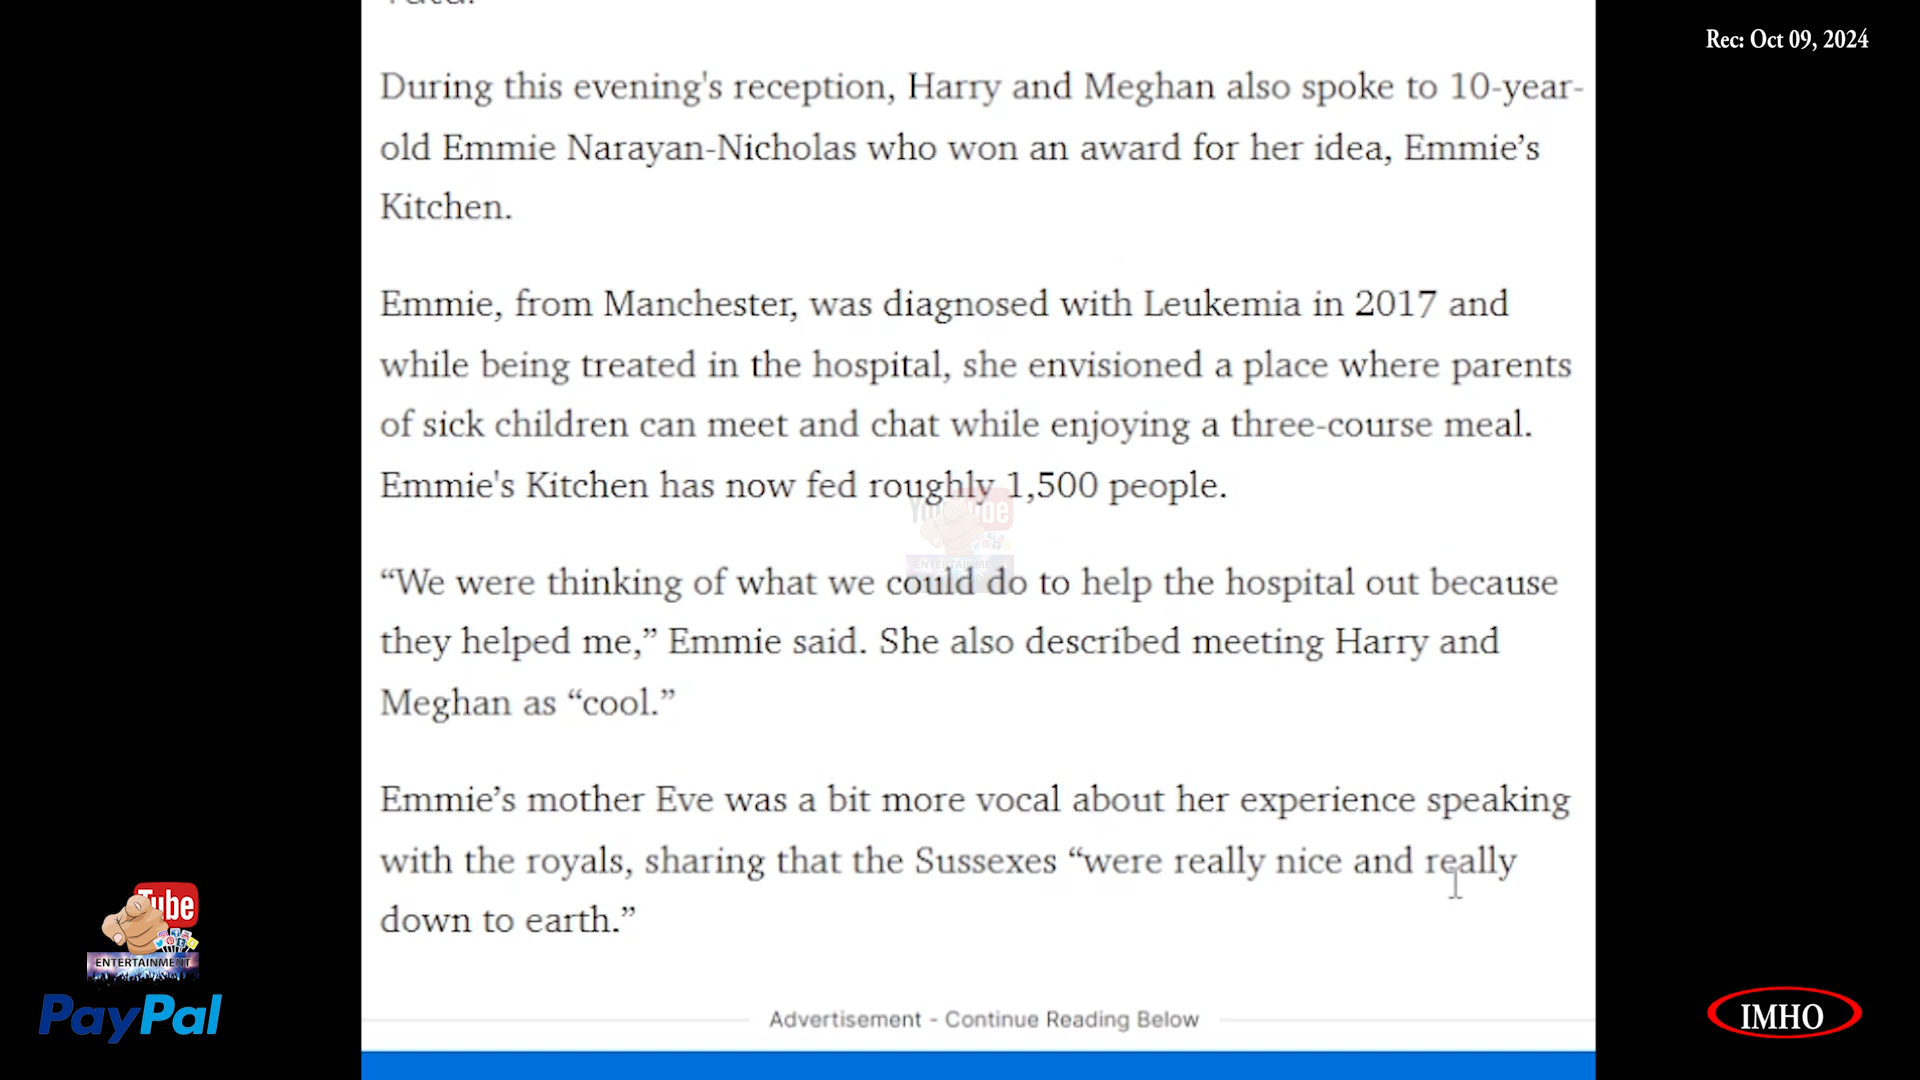 Rec: Oct 09, 2024
During this evening's reception, Harry and Meghan also spoke to 10-year-
old Emmie Narayan-Nicholas who won an award for her idea, Emmie’s
Kitchen.
Emmie, from Manchester, was diagnosed with Leukemia in 2017 and
while being treated in the hospital, she envisioned a place where parents
of sick children can meet and chat while enjoying a three-course meal.
Emmie's Kitchen has now fed roughly 1,500 people.
“We were thinking of what we could do to help the hospital out because
they helped me,” Emmie said. She also described meeting Harry and
Meghan as “cool.”
Emmie’s mother Eve was a bit more vocal about her experience speaking
with the royals, sharing that the Sussexes “were really nice and really
down to earth.”
Advertisement - Continue Reading Below
Tube
ENTERTAINMENT
PayPal
IMHO